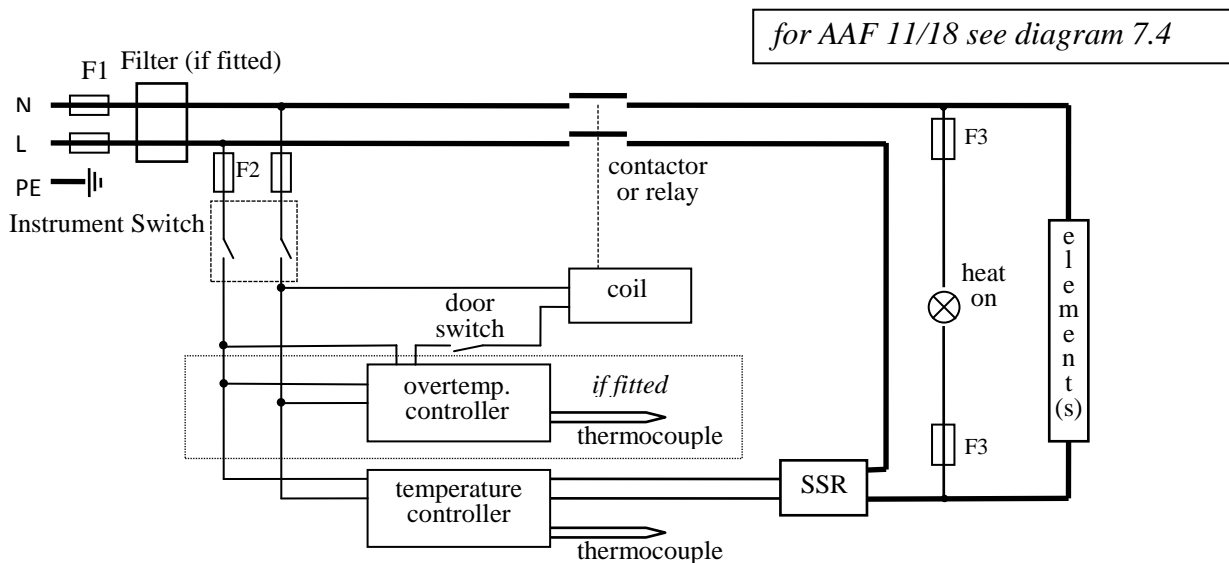 for AAF 11/18 see diagram 7.4
Filter (if fitted)
F1
N
L
F2
F3
PE
contactor
or relay
Instrument Switch
element(s)
heat
on
coil
door
switch
overtemp.
controller
if fitted
thermocouple
F3
SSR
temperature
controller
thermocouple